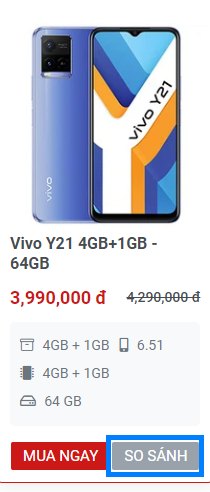 vivo
vivo Y21
Vivo Y21 4GB+1GB -
64GB
3,990,000 đ 4,290,000 đ
4GB + 1GB 6.51
4GB + 1GB
64 GB
MUA NGAY SO SÁNH